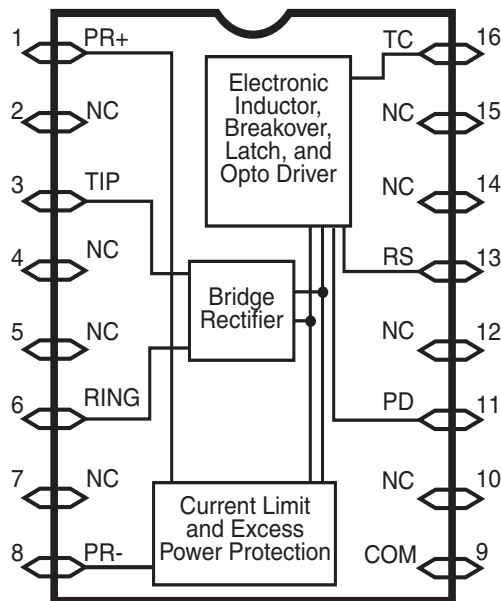 1
PR+
2
NC
3
TIP
4
NC
5
NC
6
RING
7
NC
8
PR-
Electronic
Inductor,
Breakover,
Latch, and
Opto Driver
Bridge
Rectifier
Current Limit
and Excess
Power Protection
TC
16
NC
15
NC
14
RS
13
NC
12
PD
11
NC
10
COM
9